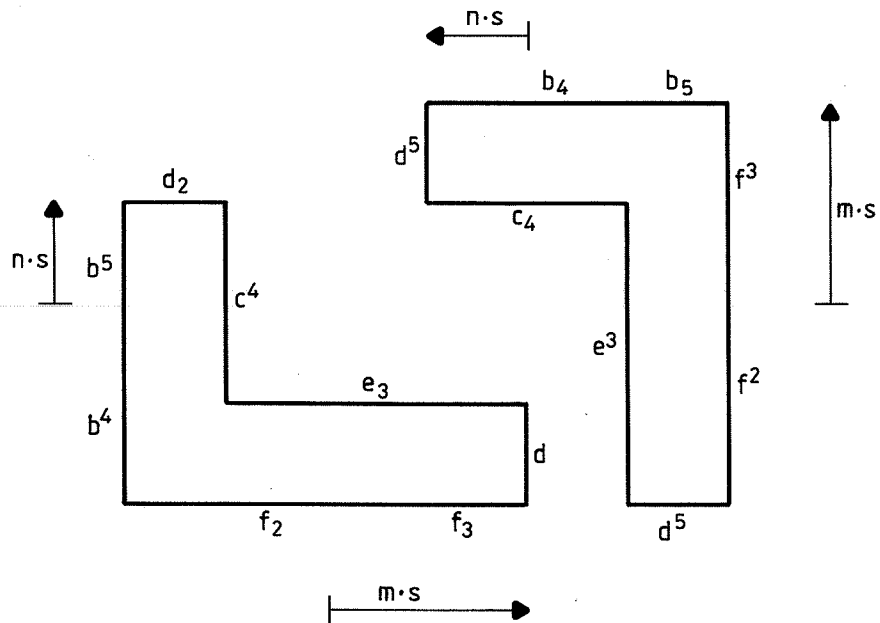 n·s
b₄ b₅
d⁵
f³
m·s
c₄
d₂
n·s
b⁵
c⁴
e³
e₃
f²
b⁴
d
f₂ f₃
d⁵
m·s